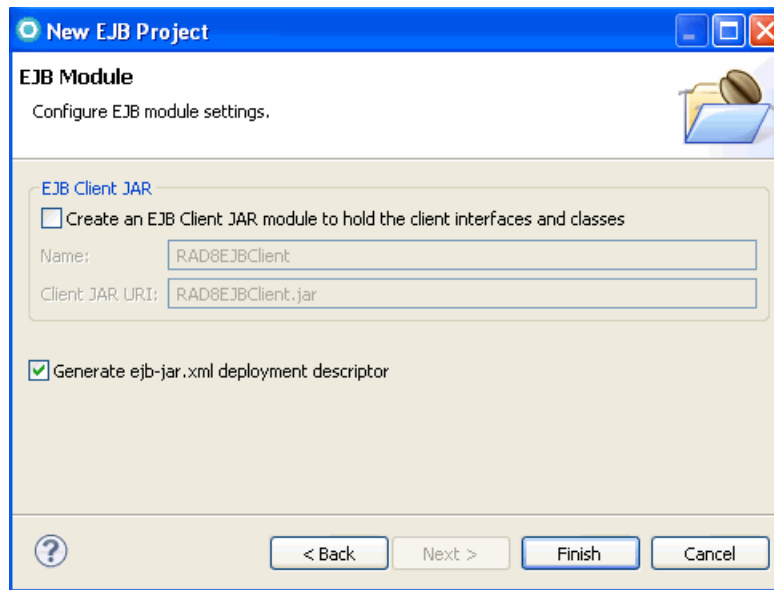 New EJB Project
EJB Module
Configure EJB module settings.
EJB Client JAR
Create an EJB Client JAR module to hold the client interfaces and classes
Name: RAD8EJBClient
Client JAR URI: RAD8EJBClient.jar
Generate ejb-jar.xml deployment descriptor
? < Back Next > Finish Cancel